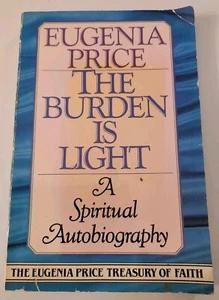 EUGENIA
PRICE
THE
BURDEN
IS
LIGHT
A
Spiritual
Autobiography
THE EUGENIA PRICE TREASURY OF FAITH